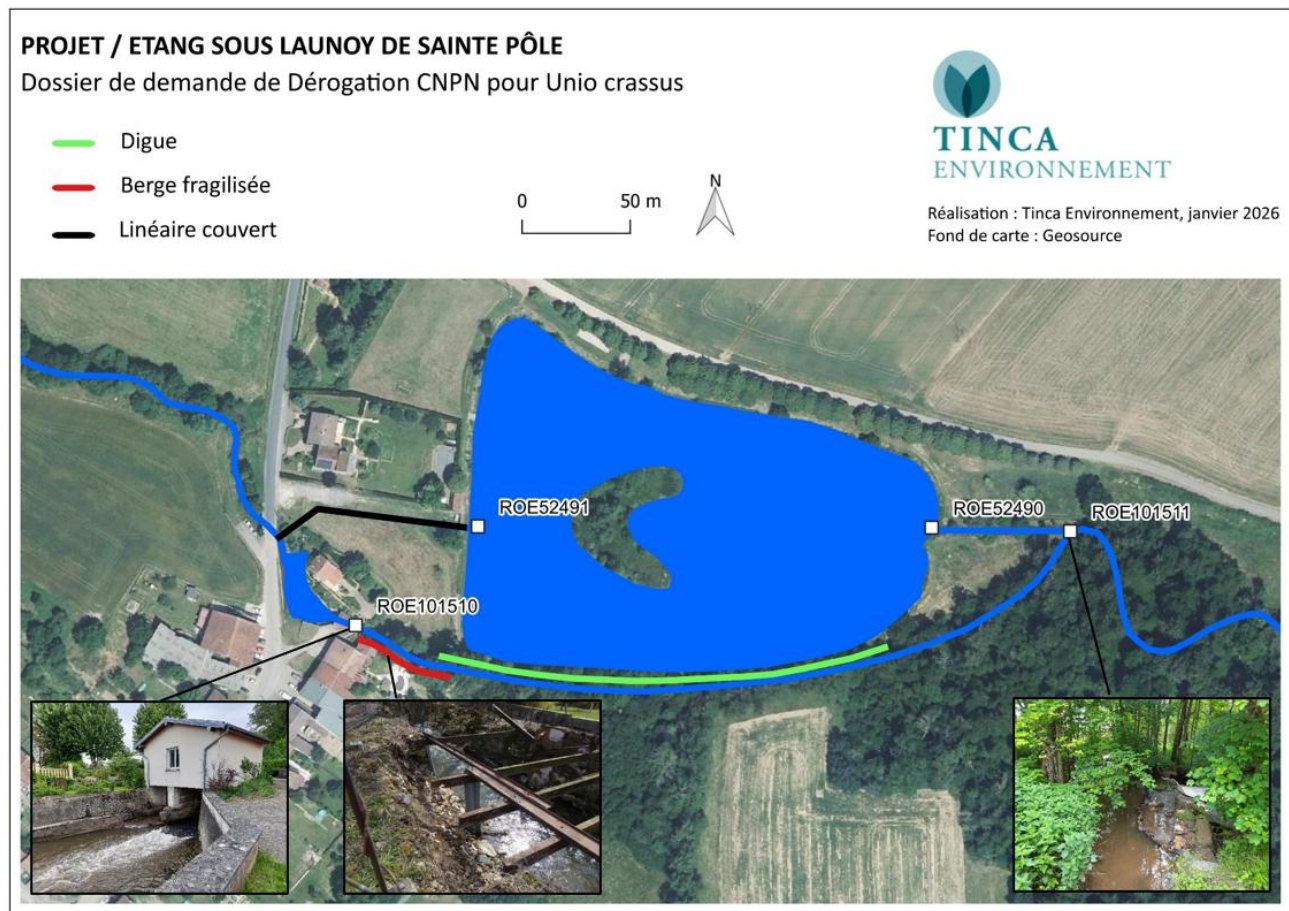 PROJET / ETANG SOUS LAUNOY DE SAINTE PÔLE
Dossier de demande de Dérogation CNPN pour Unio crassus
Digue
Berge fragilisée
Linéaire couvert
0 50 m
N
TINCA
ENVIRONNEMENT
Réalisation : Tinca Environnement, janvier 2026
Fond de carte : Geosource
ROE52491
ROE52490
ROE101511
ROE101510